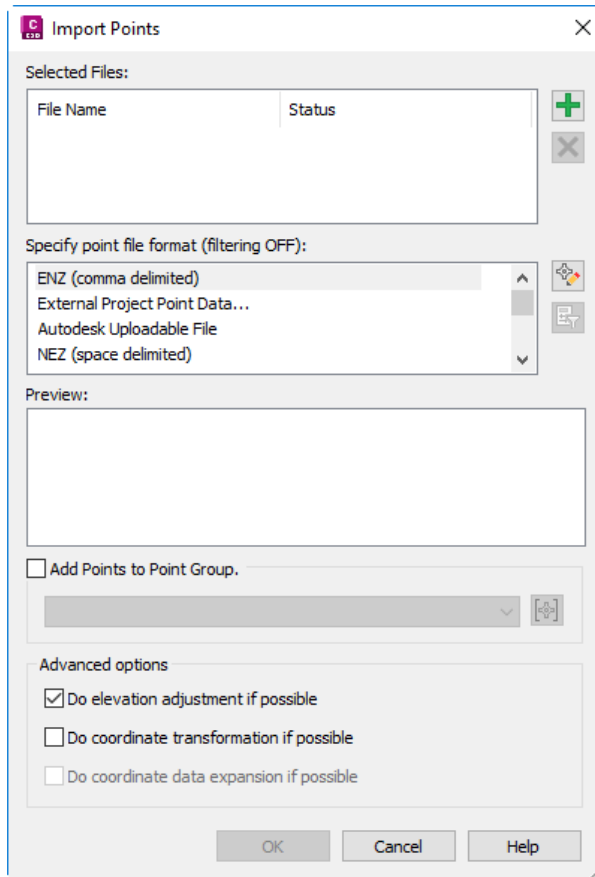 C
C3D
Import Points
Selected Files:
File Name Status
Specify point file format (filtering OFF):
ENZ (comma delimited)
External Project Point Data...
Autodesk Uploadable File
NEZ (space delimited)
Preview:
Add Points to Point Group.
Advanced options
Do elevation adjustment if possible
Do coordinate transformation if possible
Do coordinate data expansion if possible
OK Cancel Help